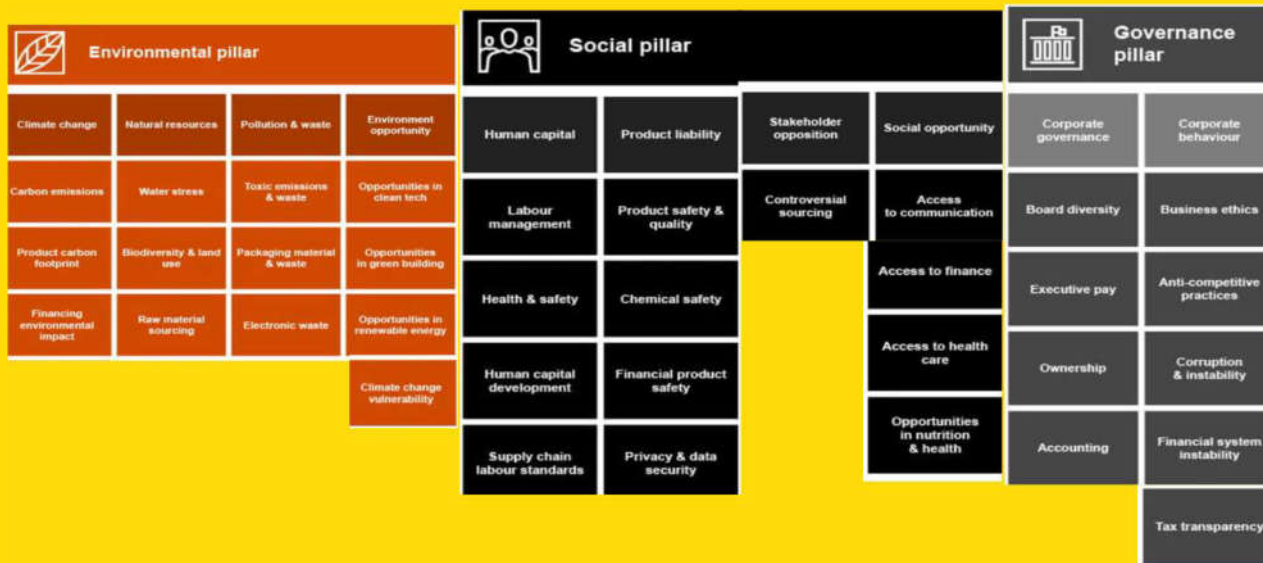 Environmental pillar
Climate change
Natural resources
Pollution & waste
Environment
opportunity
Carbon emissions
Water stress
Toxic emissions
& waste
Opportunities in
clean tech
Product carbon
footprint
Biodiversity & land
use
Packaging material
& waste
Opportunities
in green building
Financing
environmental
impact
Raw material
sourcing
Electronic waste
Opportunities in
renewable energy
Climate change
vulnerability
Social pillar
Human capital
Product liability
Stakeholder
opposition
Social opportunity
Labour
management
Product safety &
quality
Controversial
sourcing
Access
to communication
Health & safety
Chemical safety
Access to finance
Human capital
development
Financial product
safety
Access to health
care
Supply chain
labour standards
Privacy & data
security
Opportunities
in nutrition
& health
Governance
pillar
Corporate
governance
Corporate
behaviour
Board diversity
Business ethics
Executive pay
Anti-competitive
practices
Ownership
Corruption
& instability
Accounting
Financial system
instability
Tax transparency